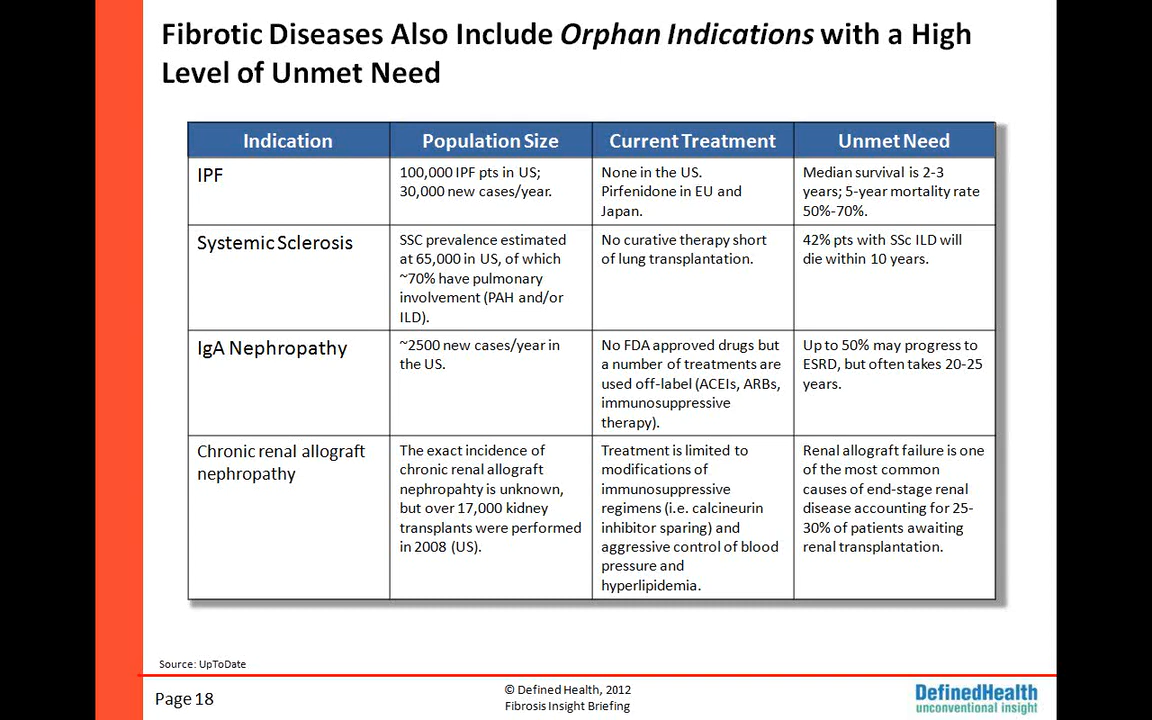 Fibrotic Diseases Also Include Orphan Indications with a High
Level of Unmet Need
Indication
Population Size
Current Treatment
Unmet Need
IPF
100,000 IPF pts in US;
30,000 new cases/year.
None in the US.
Pirfenidone in EU and
Japan.
Median survival is 2-3
years; 5-year mortality rate
50%-70%.
Systemic Sclerosis
SSC prevalence estimated
at 65,000 in US, of which
~70% have pulmonary
involvement (PAH and/or
ILD).
No curative therapy short
of lung transplantation.
42% pts with SSc ILD will
die within 10 years.
IgA Nephropathy
~2500 new cases/year in
the US.
No FDA approved drugs but
a number of treatments are
used off-label (ACEIs, ARBs,
immunosuppressive
therapy).
Up to 50% may progress to
ESRD, but often takes 20-25
years.
Chronic renal allograft
nephropathy
The exact incidence of
chronic renal allograft
nephropahty is unknown,
but over 17,000 kidney
transplants were performed
in 2008 (US).
Treatment is limited to
modifications of
immunosuppressive
regimens (i.e. calcineurin
inhibitor sparing) and
aggressive control of blood
pressure and
hyperlipidemia.
Renal allograft failure is one
of the most common
causes of end-stage renal
disease accounting for 25-
30% of patients awaiting
renal transplantation.
Source: UpToDate
Page 18
© Defined Health, 2012
Fibrosis Insight Briefing
DefinedHealth
unconventional insight